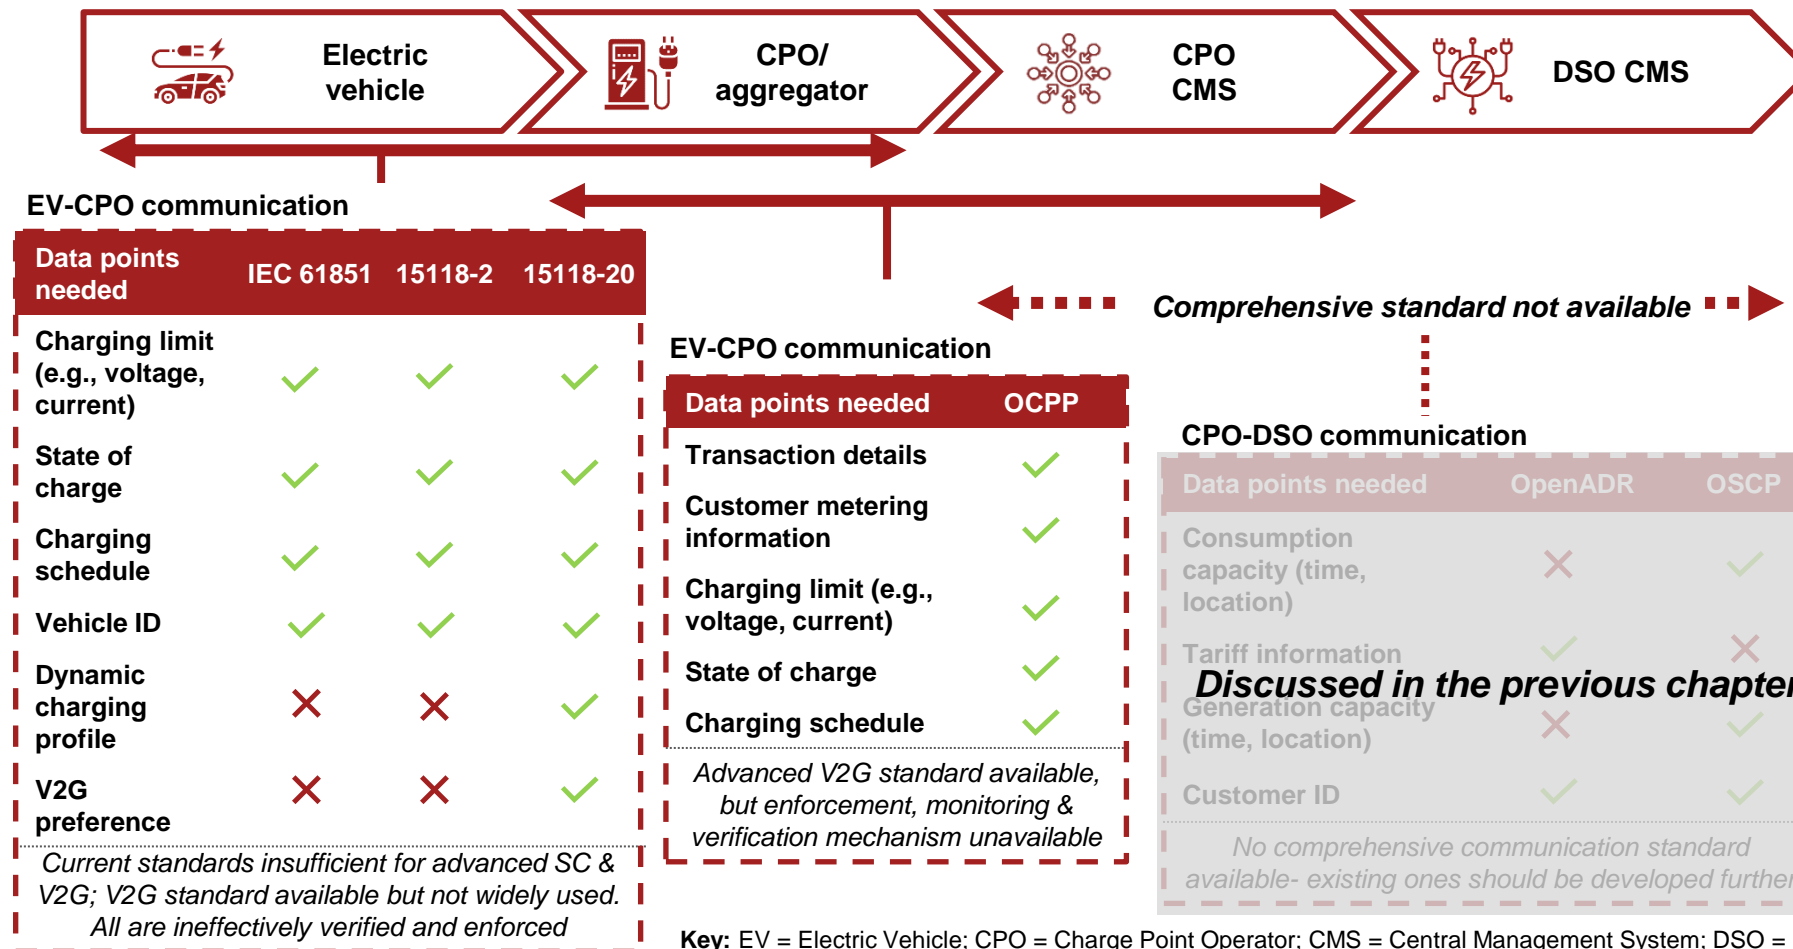 Electric
vehicle
CPO/
aggregator
CPO
CMS
DSO CMS
EV-CPO communication
Data points
needed
IEC 61851 15118-2 15118-20
Charging limit
(e.g., voltage,
current)
State of
charge
Charging
schedule
Vehicle ID
Dynamic
charging
profile
V2G
preference
Current standards insufficient for advanced SC &
V2G; V2G standard available but not widely used.
All are ineffectively verified and enforced
EV-CPO communication
Data points needed OCPP
Transaction details
Customer metering
information
Charging limit (e.g.,
voltage, current)
State of charge
Charging schedule
Advanced V2G standard available,
but enforcement, monitoring &
verification mechanism unavailable
Comprehensive standard not available
CPO-DSO communication
Data points needed OpenADR OSCP
Consumption
capacity (time,
location)
Tariff information
Discussed in the previous chapter
Generation capacity
(time, location)
Customer ID
No comprehensive communication standard
available- existing ones should be developed further
Key: EV = Electric Vehicle; CPO = Charge Point Operator; CMS = Central Management System; DSO =